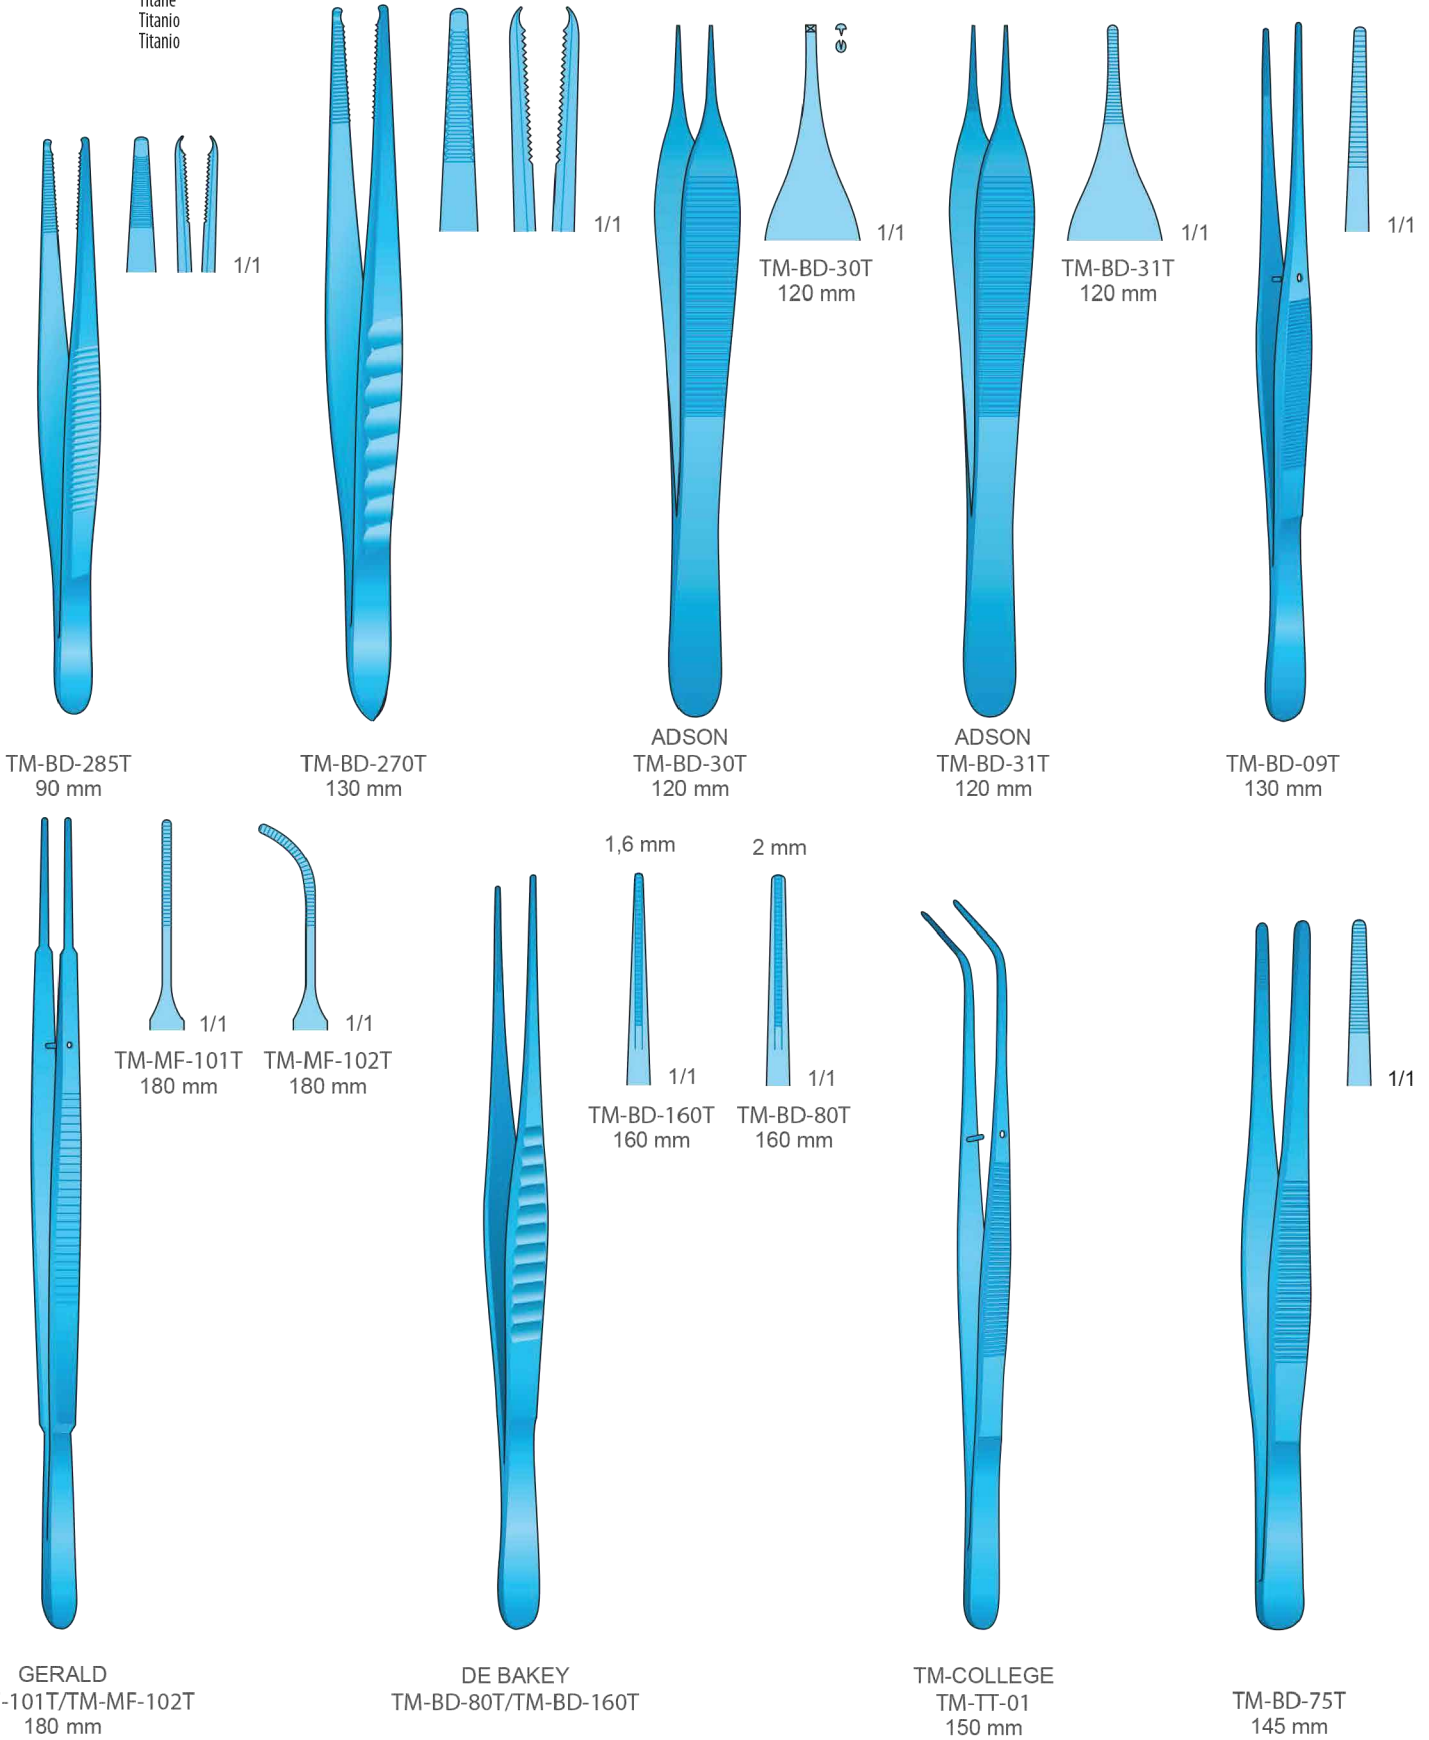 Titane
Titanio
Titanio
1/1
1/1
1/1
TM-BD-30T
120 mm
1/1
TM-BD-31T
120 mm
1/1
TM-BD-285T
90 mm
TM-BD-270T
130 mm
ADSON
TM-BD-30T
120 mm
ADSON
TM-BD-31T
120 mm
TM-BD-09T
130 mm
1/1
TM-MF-101T
180 mm
1/1
TM-MF-102T
180 mm
1,6 mm
1/1
TM-BD-160T
160 mm
2 mm
1/1
TM-BD-80T
160 mm
1/1
GERALD
-101T/TM-MF-102T
180 mm
DE BAKEY
TM-BD-80T/TM-BD-160T
TM-COLLEGE
TM-TT-01
150 mm
TM-BD-75T
145 mm